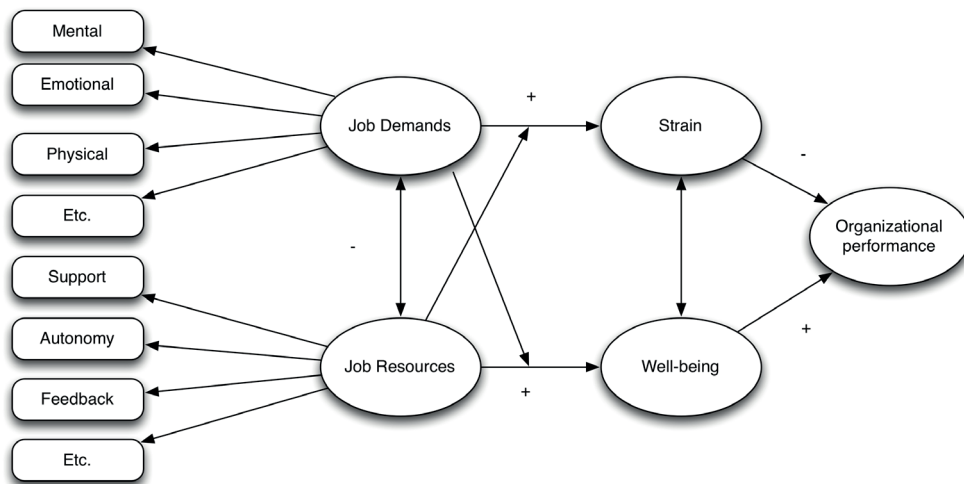 Mental
Emotional
Physical
Etc.
Support
Autonomy
Feedback
Etc.
Job Demands
-
Job Resources
+
+
Strain
Well-being
-
+
Organizational
performance